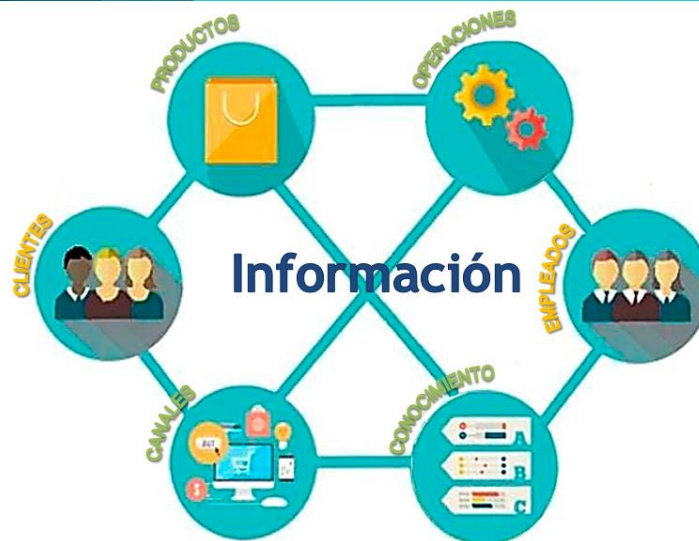 PRODUCTOS
OPERACIONES
CLIENTES
Información
EMPLEADOS
CANALES
CONOCIMIENTO
A
B
C
$